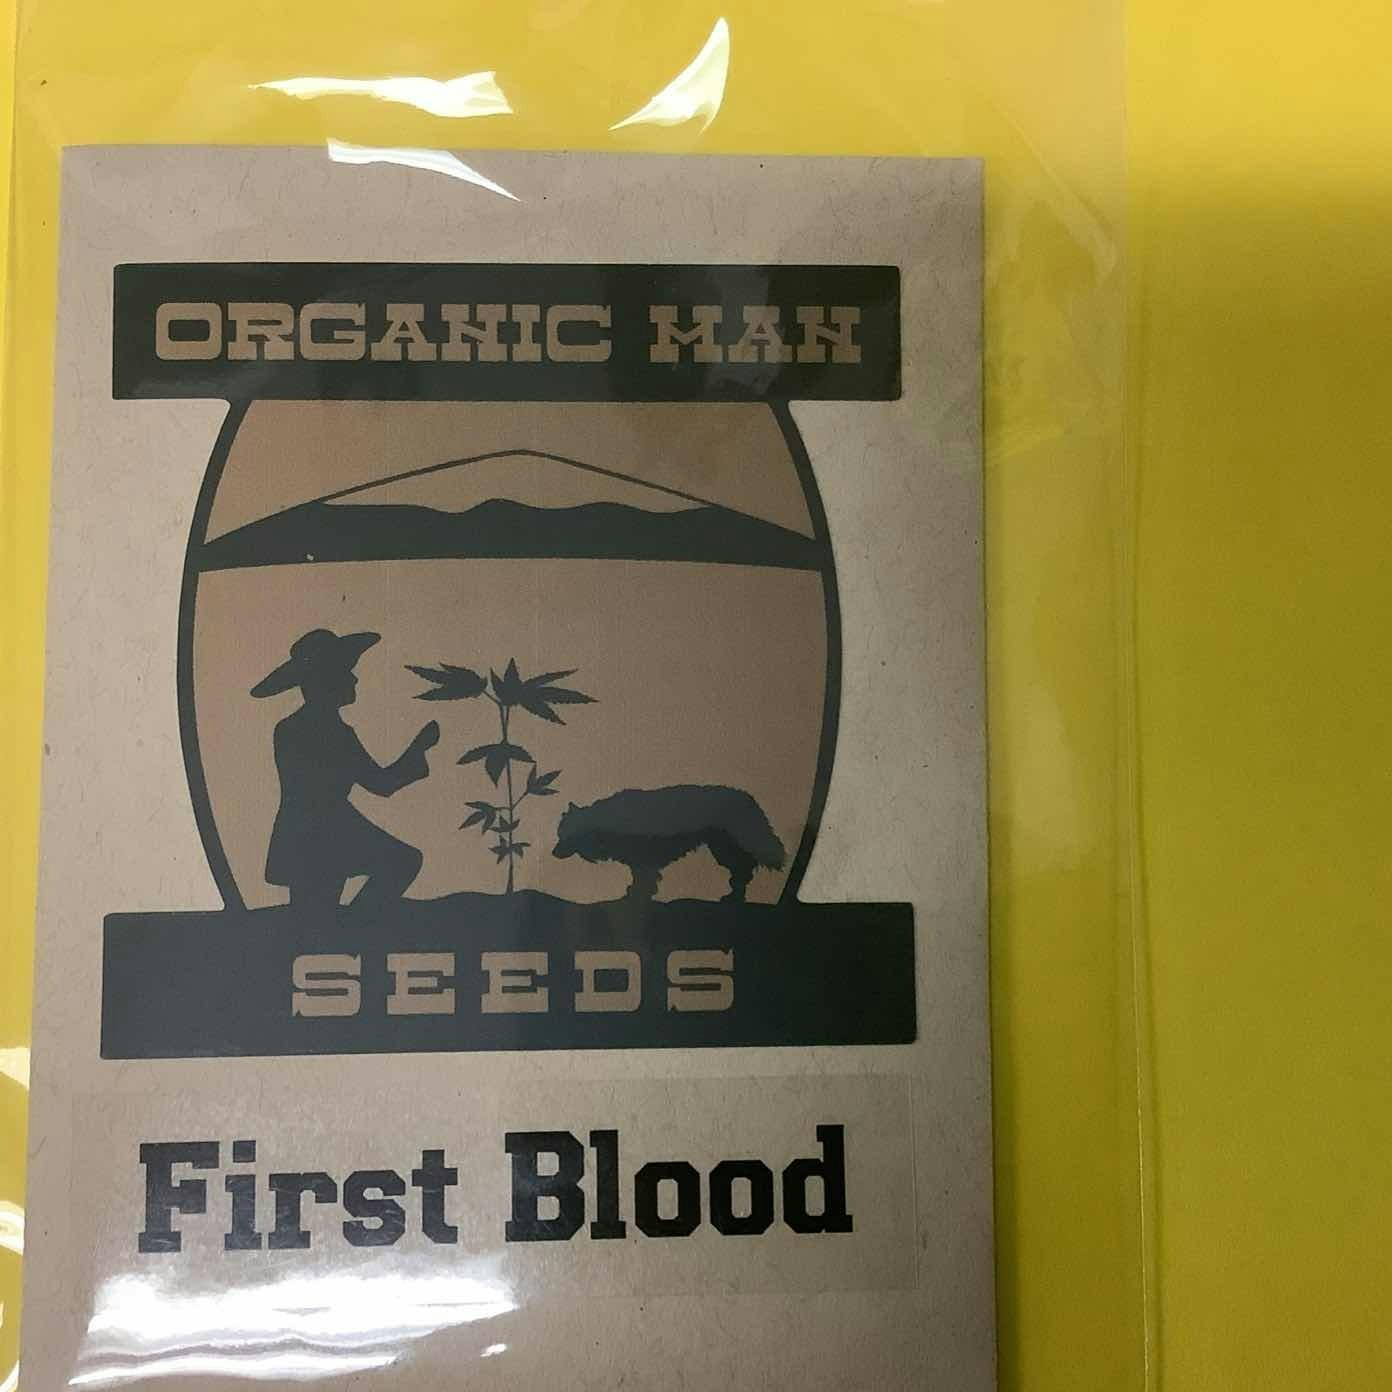 ORGANIC MAN
SEEDS
First Blood